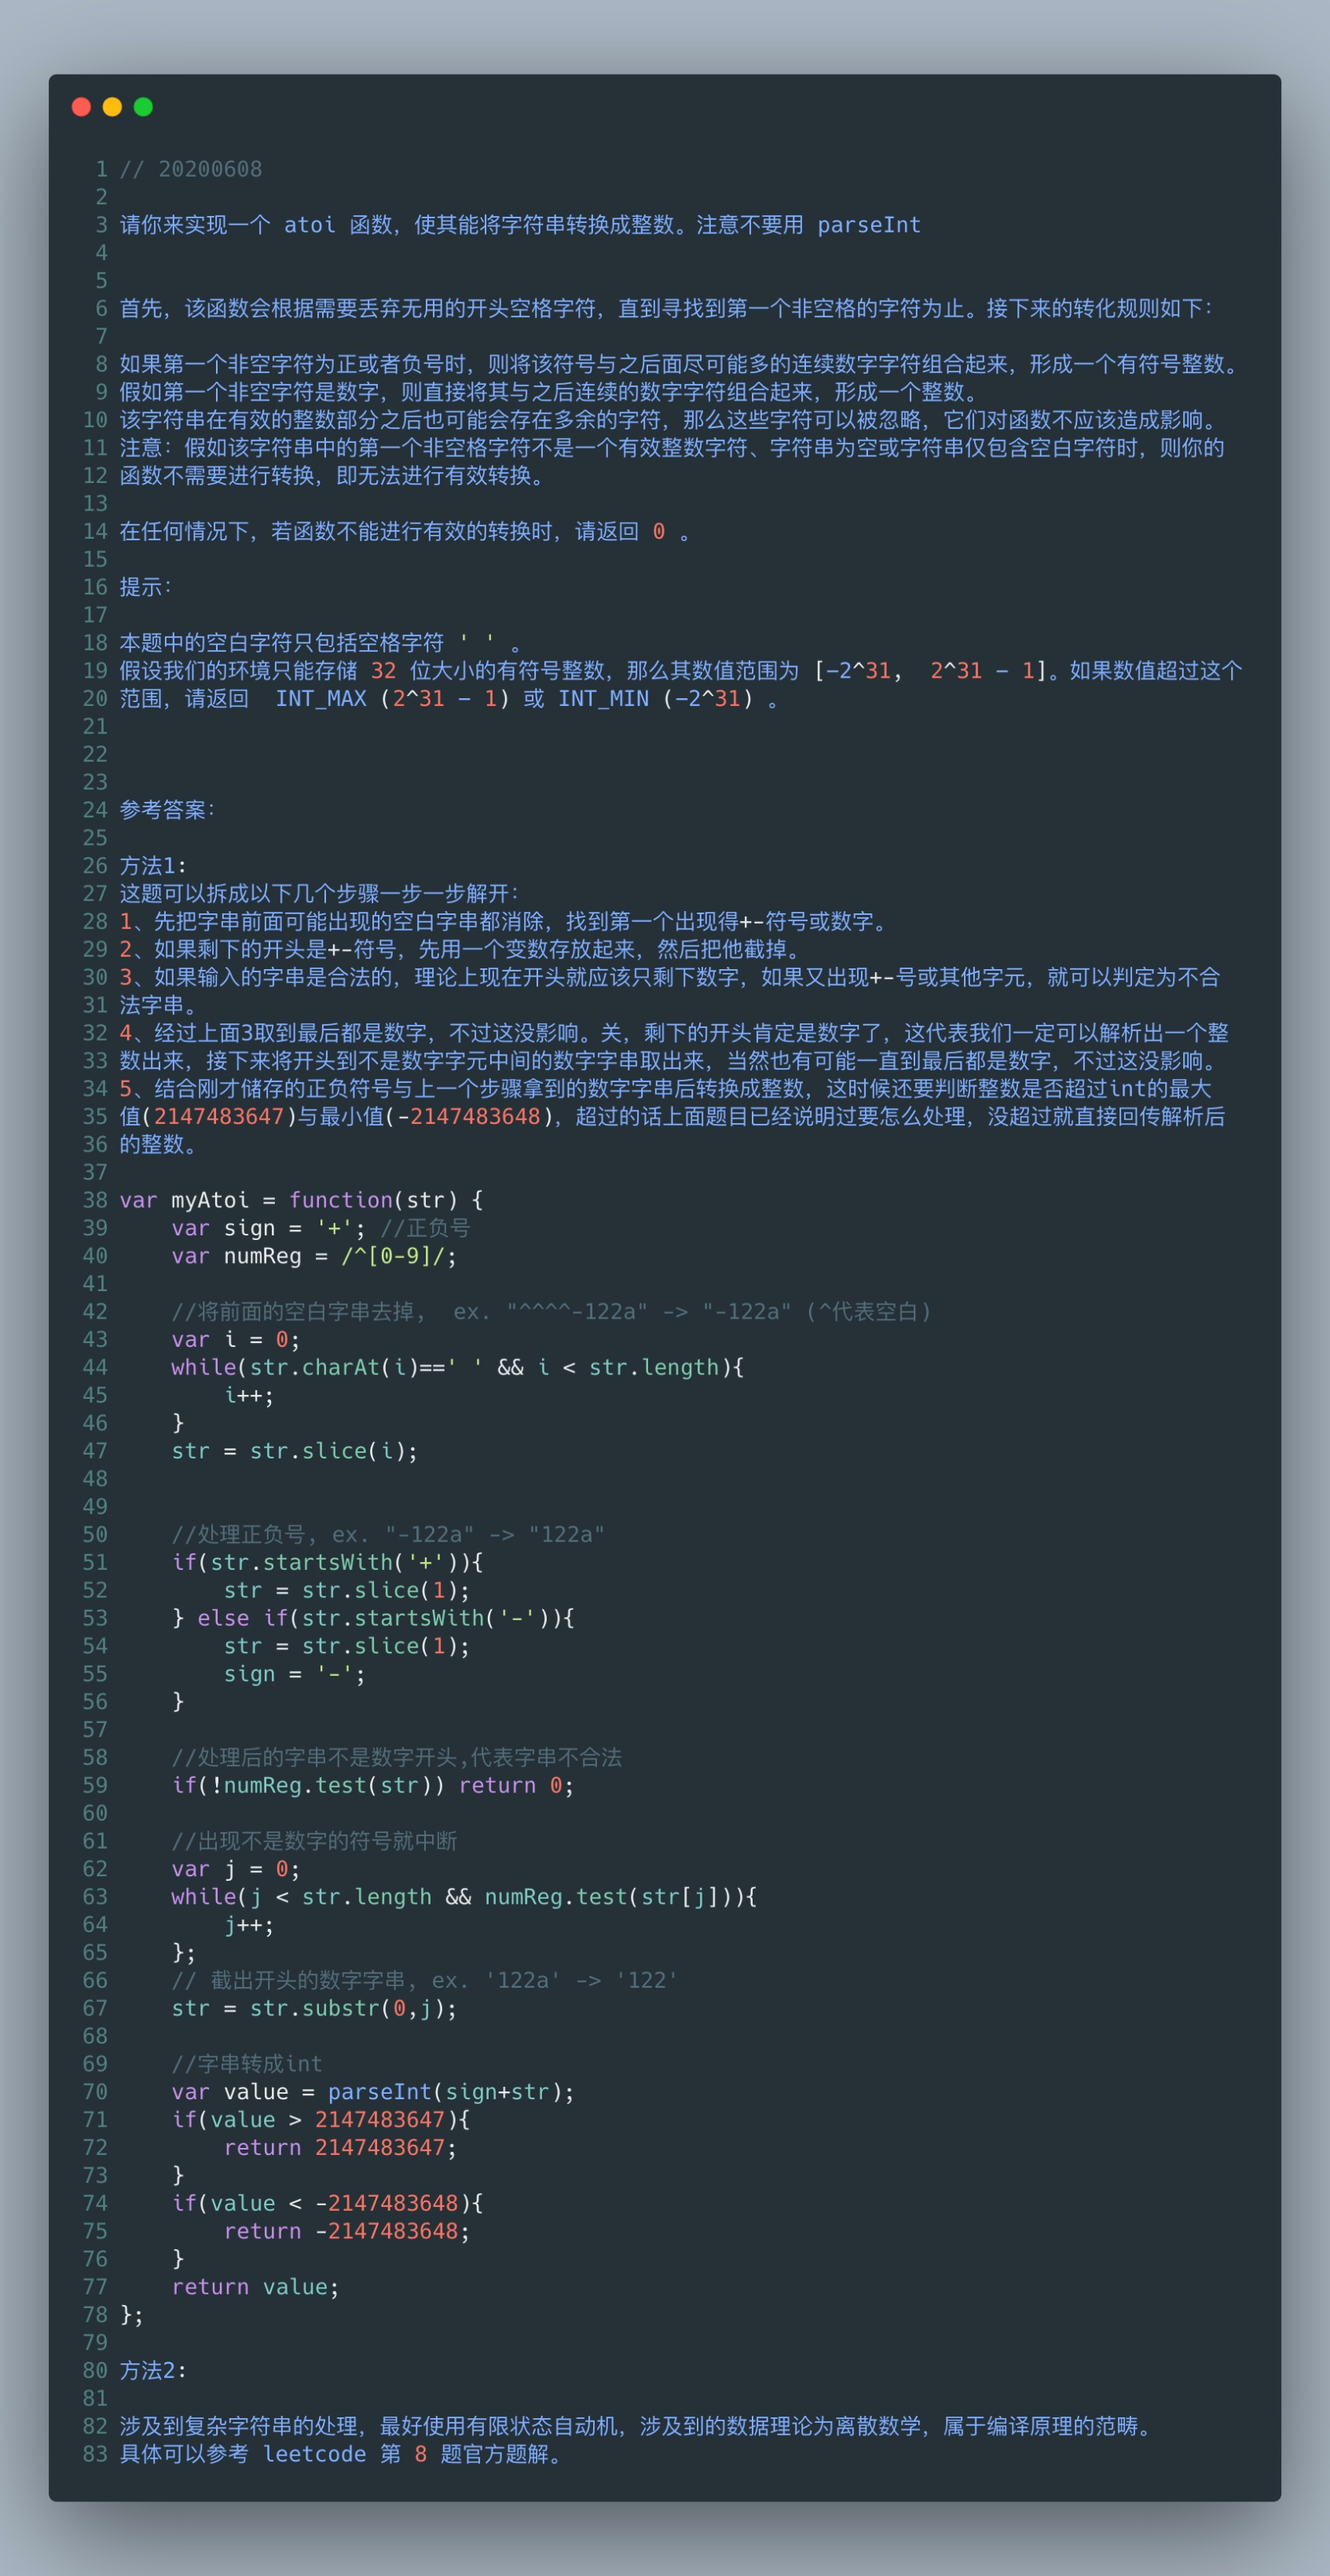 1 // 20200608
2
3 请你来实现一个 atoi 函数，使其能将字符串转换成整数。注意不要用 parseInt
4
5
6 首先，该函数会根据需要丢弃无用的开头空格字符，直到寻找到第一个非空格的字符为止。接下来的转化规则如下：
7
8 如果第一个非空字符为正或者负号时，则将该符号与之后面尽可能多的连续数字字符组合起来，形成一个有符号整数。
9 假如第一个非空字符是数字，则直接将其与之后连续的数字字符组合起来，形成一个整数。
10 该字符串在有效的整数部分之后也可能会存在多余的字符，那么这些字符可以被忽略，它们对函数不应该造成影响。
11 注意：假如该字符串中的第一个非空格字符不是一个有效整数字符、字符串为空或字符串仅包含空白字符时，则你的
12 函数不需要进行转换，即无法进行有效转换。
13
14 在任何情况下，若函数不能进行有效的转换时，请返回 0 。
15
16 提示：
17
18 本题中的空白字符只包括空格字符 ' ' 。
19 假设我们的环境只能存储 32 位大小的有符号整数，那么其数值范围为 [−2^31,  2^31 − 1]。如果数值超过这个
20 范围，请返回  INT_MAX (2^31 − 1) 或 INT_MIN (−2^31) 。
21
22
23
24 参考答案：
25
26 方法1:
27 这题可以拆成以下几个步骤一步一步解开：
28 1、先把字串前面可能出现的空白字串都消除，找到第一个出现得+-符号或数字。
29 2、如果剩下的开头是+-符号，先用一个变数存放起来，然后把他截掉。
30 3、如果输入的字串是合法的，理论上现在开头就应该只剩下数字，如果又出现+-号或其他字元，就可以判定为不合
31 法字串。
32 4、经过上面3取到最后都是数字，不过这没影响。关，剩下的开头肯定是数字了，这代表我们一定可以解析出一个整
33 数出来，接下来将开头到不是数字字元中间的数字字串取出来，当然也有可能一直到最后都是数字，不过这没影响。
34 5、结合刚才储存的正负符号与上一个步骤拿到的数字字串后转换成整数，这时候还要判断整数是否超过int的最大
35 值(2147483647)与最小值(-2147483648)，超过的话上面题目已经说明过要怎么处理，没超过就直接回传解析后
36 的整数。
37
38 var myAtoi = function(str) {
39     var sign = '+'; //正负号
40     var numReg = /^[0-9]/;
41
42     //将前面的空白字串去掉,  ex. "^^^^-122a" -> "-122a" (^代表空白)
43     var i = 0;
44     while(str.charAt(i)==' ' && i < str.length){
45         i++;
46     }
47     str = str.slice(i);
48
49
50     //处理正负号, ex. "-122a" -> "122a"
51     if(str.startsWith('+')){
52         str = str.slice(1);
53     } else if(str.startsWith('-')){
54         str = str.slice(1);
55         sign = '-';
56     }
57
58     //处理后的字串不是数字开头,代表字串不合法
59     if(!numReg.test(str)) return 0;
60
61     //出现不是数字的符号就中断
62     var j = 0;
63     while(j < str.length && numReg.test(str[j])){
64         j++;
65     };
66     // 截出开头的数字字串, ex. '122a' -> '122'
67     str = str.substr(0,j);
68
69     //字串转成int
70     var value = parseInt(sign+str);
71     if(value > 2147483647){
72         return 2147483647;
73     }
74     if(value < -2147483648){
75         return -2147483648;
76     }
77     return value;
78 };
79
80 方法2:
81
82 涉及到复杂字符串的处理，最好使用有限状态自动机，涉及到的数据理论为离散数学，属于编译原理的范畴。
83 具体可以参考 leetcode 第 8 题官方题解。